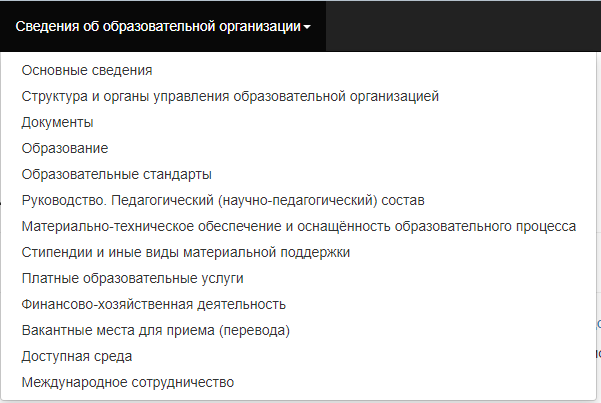 Сведения об образовательной организации
Основные сведения
Структура и органы управления образовательной организацией
Документы
Образование
Образовательные стандарты
Руководство. Педагогический (научно-педагогический) состав
Материально-техническое обеспечение и оснащённость образовательного процесса
Стипендии и иные виды материальной поддержки
Платные образовательные услуги
Финансово-хозяйственная деятельность
Вакантные места для приема (перевода)
Доступная среда
Международное сотрудничество